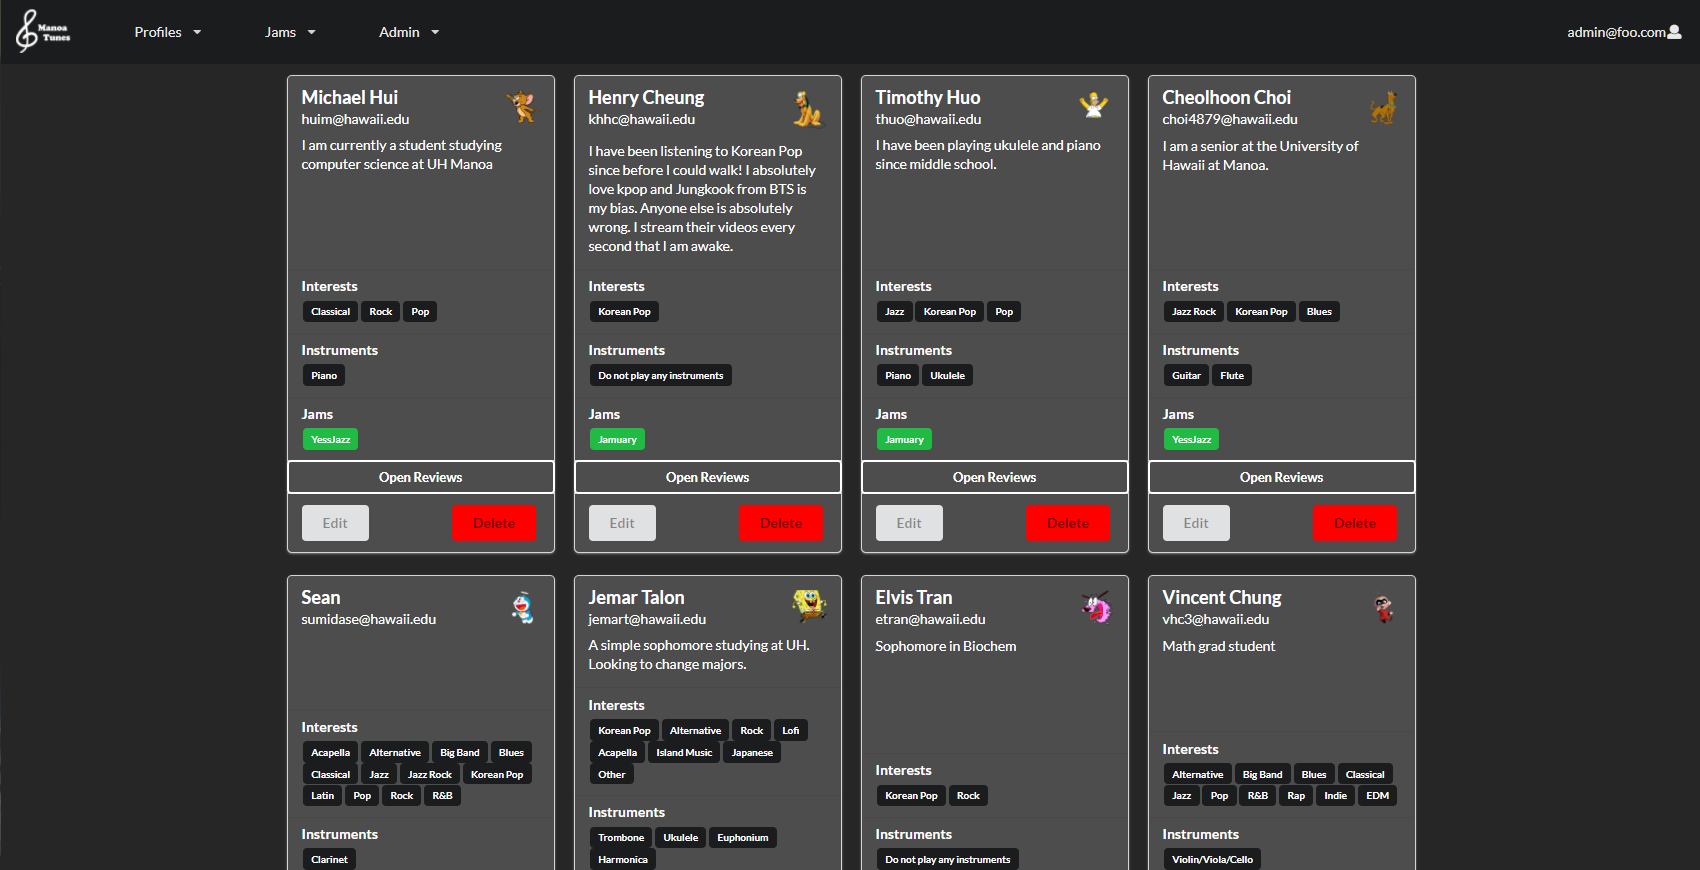 Manoa
Tunes
Profiles
Jams
Admin
admin@foo.com
Michael Hui
huim@hawaii.edu
I am currently a student studying
computer science at UH Manoa
Interests
Classical Rock Pop
Instruments
Piano
Jams
YessJazz
Open Reviews
Edit Delete
Henry Cheung
khhc@hawaii.edu
I have been listening to Korean Pop
since before I could walk! I absolutely
love kpop and Jungkook from BTS is
my bias. Anyone else is absolutely
wrong. I stream their videos every
second that I am awake.
Interests
Korean Pop
Instruments
Do not play any instruments
Jams
Jamuary
Open Reviews
Edit Delete
Timothy Huo
thuo@hawaii.edu
I have been playing ukulele and piano
since middle school.
Interests
Jazz Korean Pop Pop
Instruments
Piano Ukulele
Jams
Jamuary
Open Reviews
Edit Delete
Cheolhoon Choi
choi4879@hawaii.edu
I am a senior at the University of
Hawaii at Manoa.
Interests
Jazz Rock Korean Pop Blues
Instruments
Guitar Flute
Jams
YessJazz
Open Reviews
Edit Delete
Sean
sumidase@hawaii.edu
Interests
Acapella Alternative Big Band Blues
Classical Jazz Jazz Rock Korean Pop
Latin Pop Rock R&B
Instruments
Clarinet
Jemar Talon
jemart@hawaii.edu
A simple sophomore studying at UH.
Looking to change majors.
Interests
Korean Pop Alternative Rock Lofi
Acapella Island Music Japanese
Other
Instruments
Trombone Ukulele Euphonium
Harmonica
Elvis Tran
etran@hawaii.edu
Sophomore in Biochem
Interests
Korean Pop Rock
Instruments
Do not play any instruments
Vincent Chung
vhc3@hawaii.edu
Math grad student
Interests
Alternative Big Band Blues Classical
Jazz Pop R&B Rap Indie EDM
Instruments
Violin/Viola/Cello